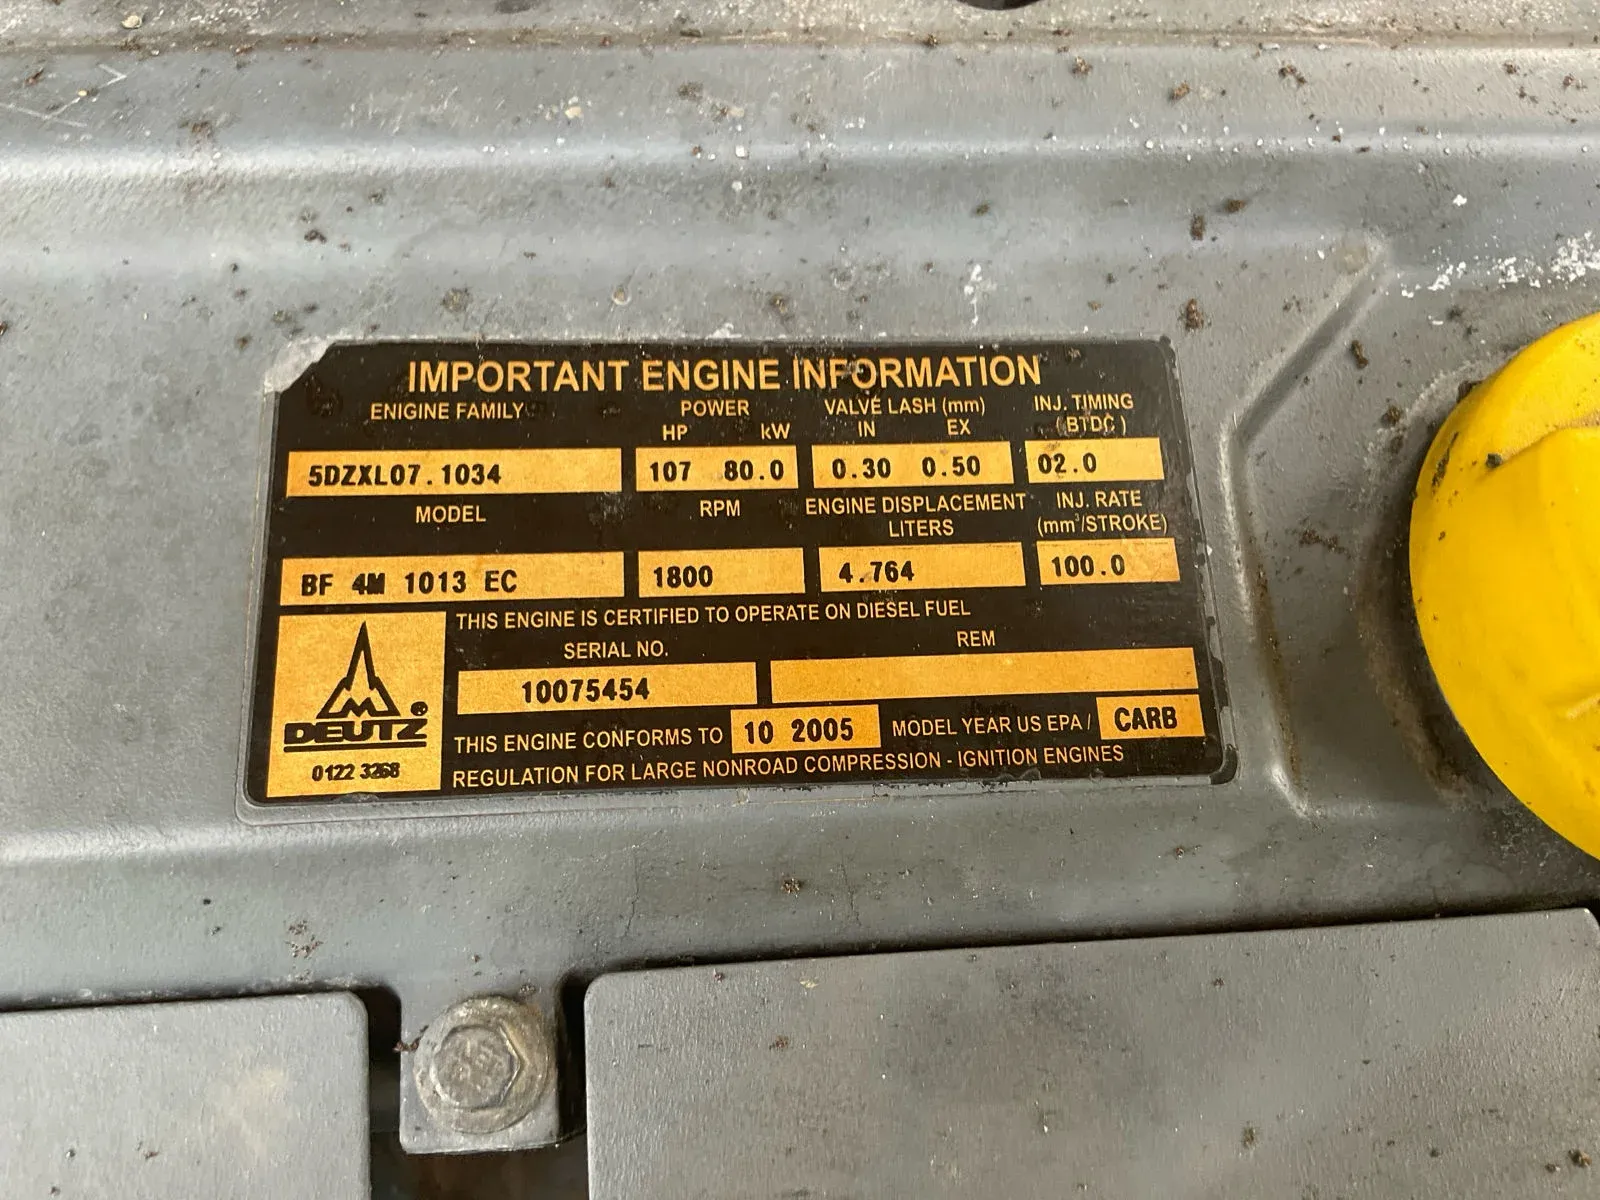 IMPORTANT ENGINE INFORMATION
ENIGINE FAMILY POWER VALVE LASH (mm) INJ. TIMING
HP kW IN EX (BTDC)
5DZXL07.1034 107 80.0 0.30 0.50 02.0
MODEL RPM ENGINE DISPLACEMENT LITERS INJ. RATE (mm³/STROKE)
BF 4M 1013 EC 1800 4.764 100.0
THIS ENGINE IS CERTIFIED TO OPERATE ON DIESEL FUEL
SERIAL NO. REM
10075454
THIS ENGINE CONFORMS TO 10 2005 MODEL YEAR US EPA / CARB
REGULATION FOR LARGE NONROAD COMPRESSION - IGNITION ENGINES
DEUTZ ®
0122 3268